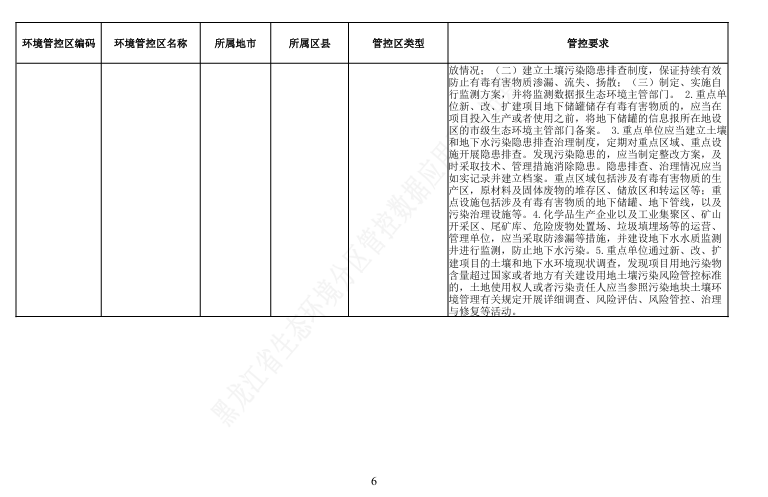 环境管控区编码 环境管控区名称 所属地市 所属区县 管控区类型 管控要求
放情况；（二）建立土壤污染隐患排查制度，保证持续有效
防止有毒有害物质渗漏、流失、扬散；（三）制定、实施自
行监测方案，并将监测数据报生态环境主管部门。 2.重点单
位新、改、扩建项目地下储罐储存有毒有害物质的，应当在
项目投入生产或者使用之前，将地下储罐的信息报所在地设
区的市级生态环境主管部门备案。 3.重点单位应当建立土壤
和地下水污染隐患排查治理制度，定期对重点区域、重点设
施开展隐患排查。发现污染隐患的，应当制定整改方案，及
时采取技术、管理措施消除隐患。隐患排查、治理情况应当
如实记录并建立档案。重点区域包括涉及有毒有害物质的生
产区，原材料及固体废物的堆存区、储放区和转运区等；重
点设施包括涉及有毒有害物质的地下储罐、地下管线，以及
污染治理设施等。4.化学品生产企业以及工业集聚区、矿山
开采区、尾矿库、危险废物处置场、垃圾填埋场等的运营、
管理单位，应当采取防渗漏等措施，并建设地下水水质监测
井进行监测，防止地下水污染。5.重点单位通过新、改、扩
建项目的土壤和地下水环境现状调查，发现项目用地污染物
含量超过国家或者地方有关建设用地土壤污染风险管控标准
的，土地使用权人或者污染责任人应当参照污染地块土壤环
境管理有关规定开展详细调查、风险评估、风险管控、治理
与修复等活动。
黑龙江省生态环境分区管控数据应用
6